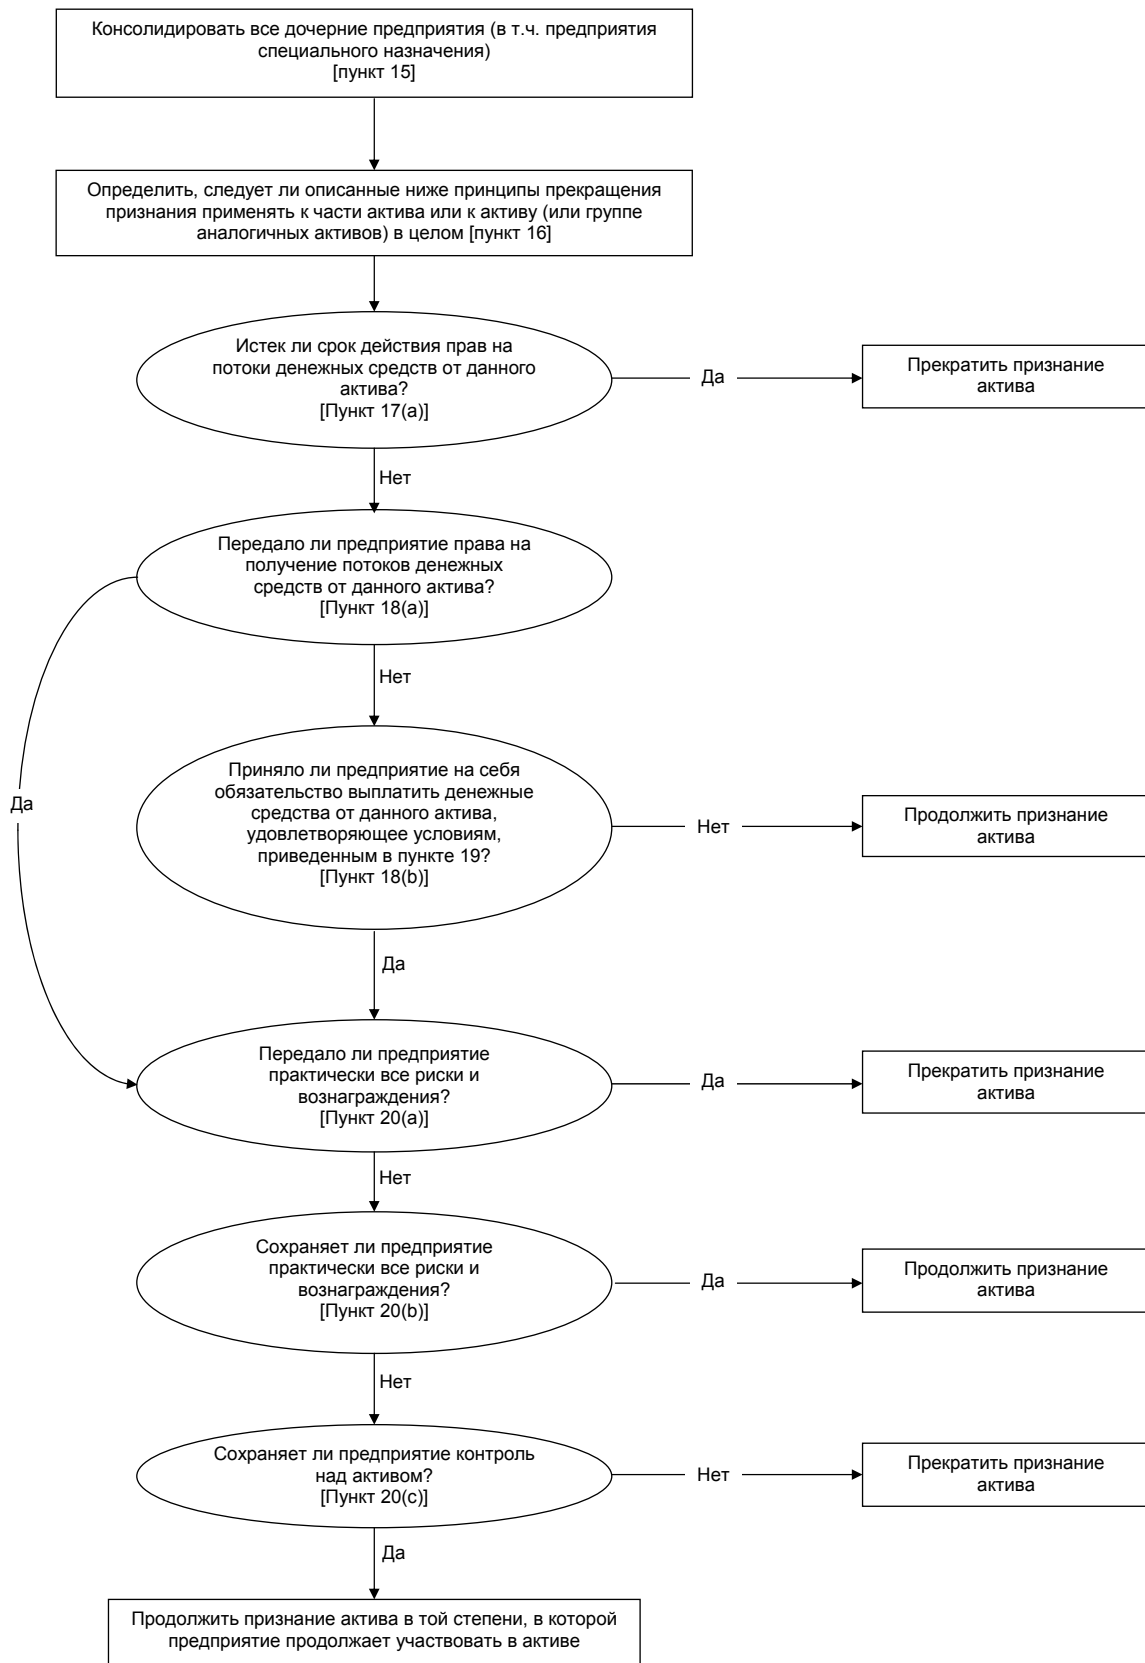 Консолидировать все дочерние предприятия (в т.ч. предприятия
специального назначения)
[пункт 15]
Определить, следует ли описанные ниже принципы прекращения
признания применять к части актива или к активу (или группе
аналогичных активов) в целом [пункт 16]
Истек ли срок действия прав на
потоки денежных средств от данного
актива?
[Пункт 17(a)]
Да
Прекратить признание
актива
Нет
Передало ли предприятие права на
получение потоков денежных
средств от данного актива?
[Пункт 18(a)]
Нет
Да
Приняло ли предприятие на себя
обязательство выплатить денежные
средства от данного актива,
удовлетворяющее условиям,
приведенным в пункте 19?
[Пункт 18(b)]
Нет
Продолжить признание
актива
Да
Передало ли предприятие
практически все риски и
вознаграждения?
[Пункт 20(a)]
Да
Прекратить признание
актива
Нет
Сохраняет ли предприятие
практически все риски и
вознаграждения?
[Пункт 20(b)]
Да
Продолжить признание
актива
Нет
Сохраняет ли предприятие контроль
над активом?
[Пункт 20(c)]
Нет
Прекратить признание
актива
Да
Продолжить признание актива в той степени, в которой
предприятие продолжает участвовать в активе